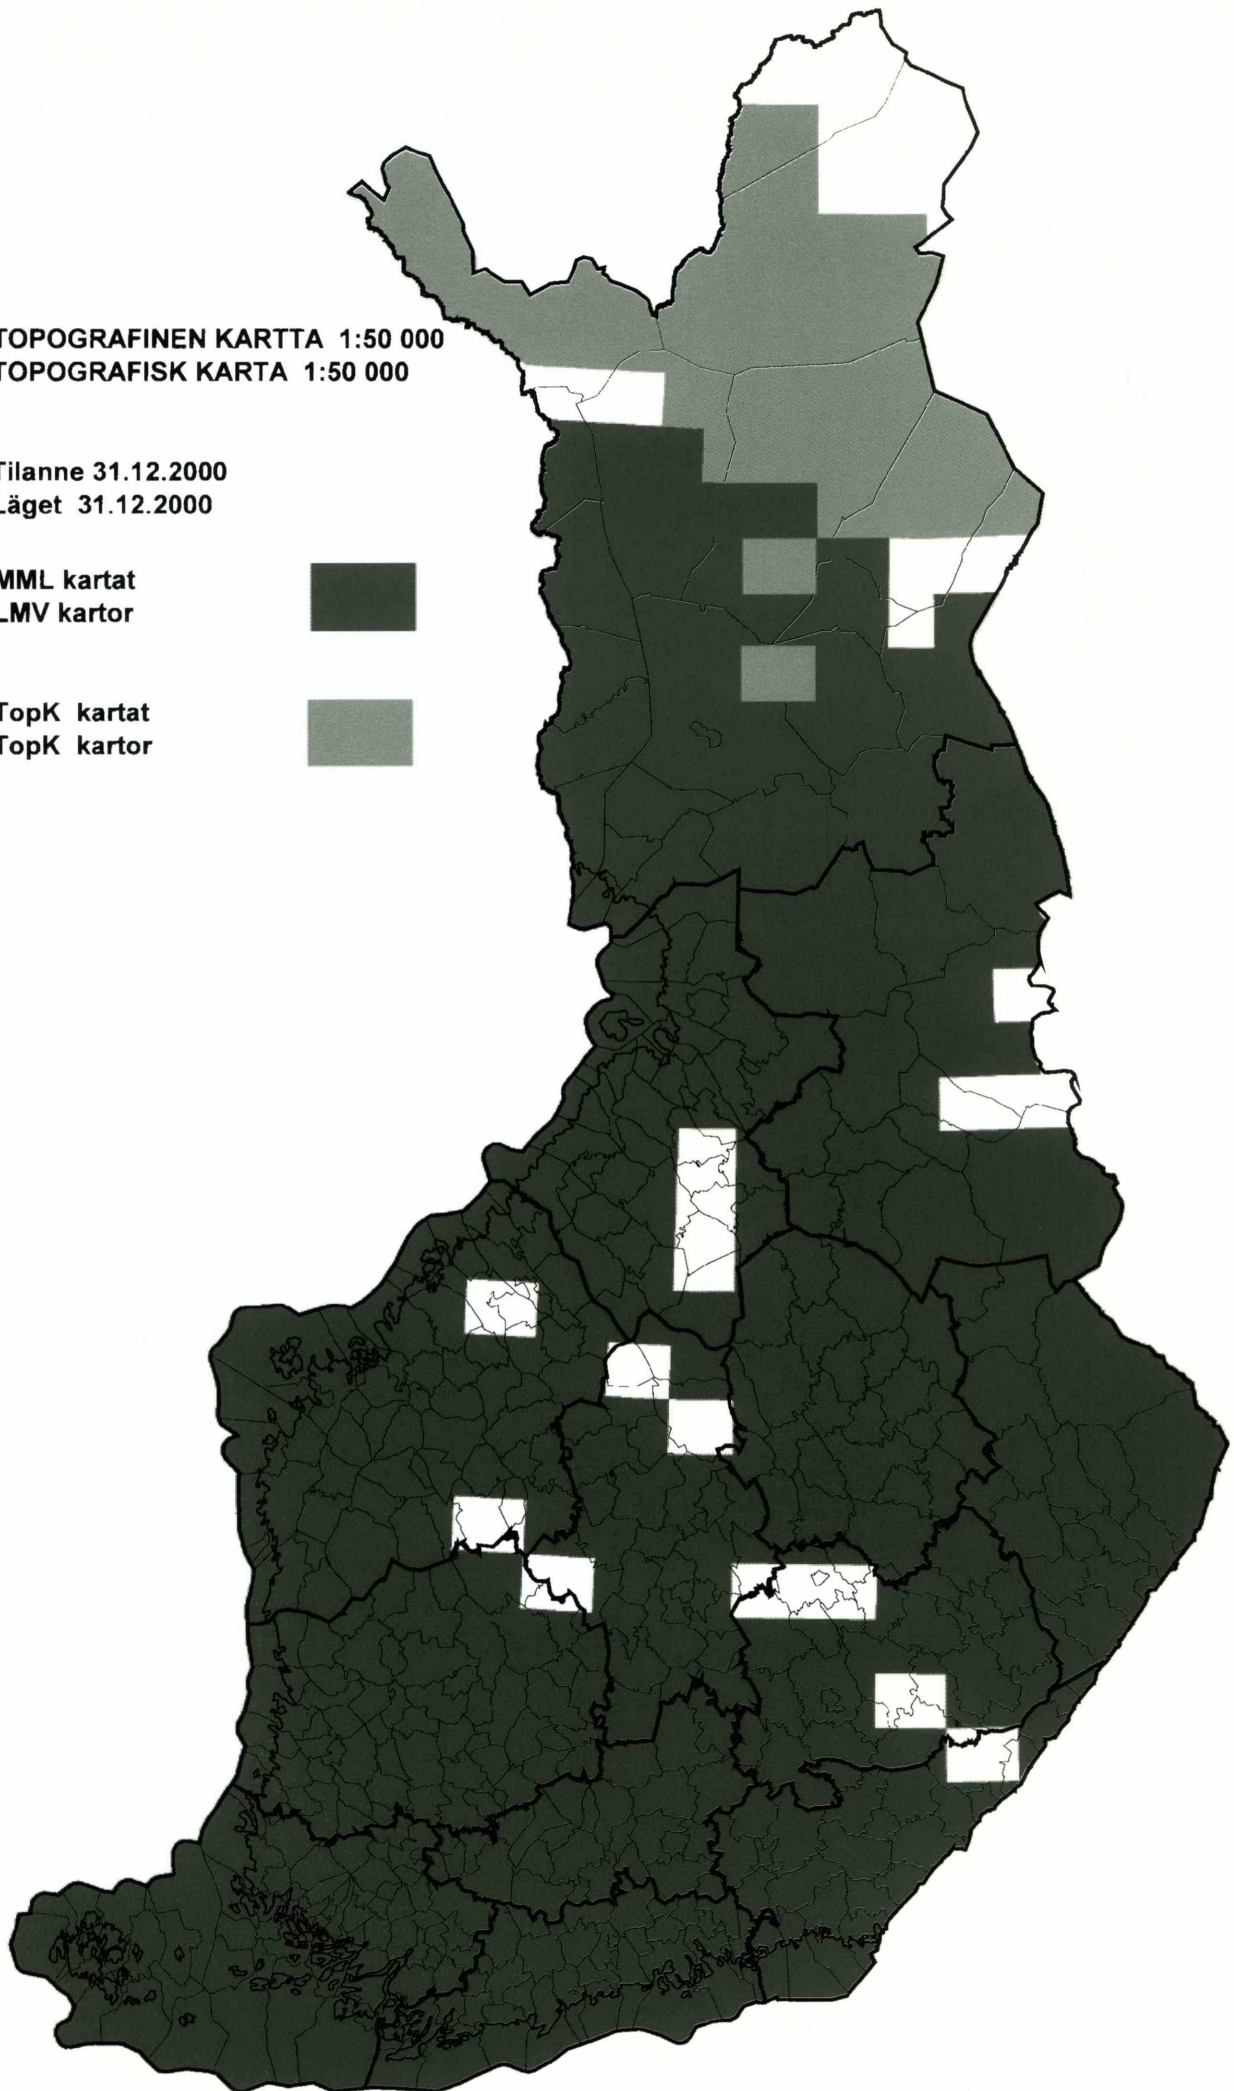 TOPOGRAFINEN KARTTA 1:50 000
TOPOGRAFISK KARTA 1:50 000
Tilanne 31.12.2000
Läget 31.12.2000
MML kartat
LMV kartor
TopK kartat
TopK kartor